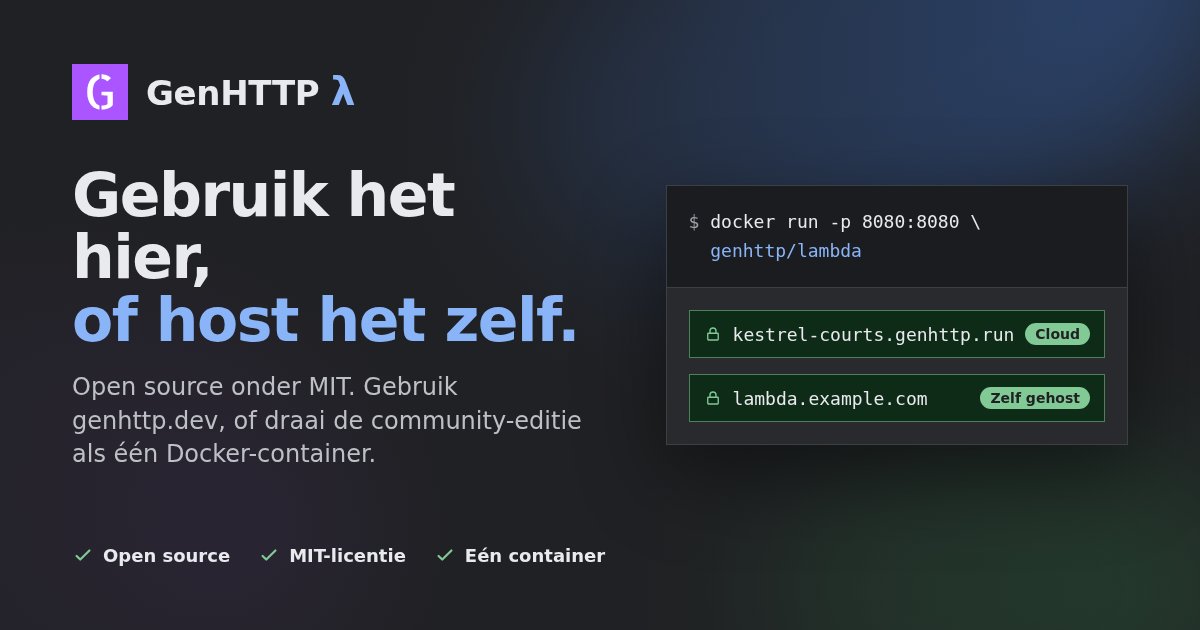 GenHTTP λ
Gebruik het
hier,
of host het zelf.
Open source onder MIT. Gebruik
genhttp.dev, of draai de community-editie
als één Docker-container.
Open source
MIT-licentie
Eén container
$ docker run -p 8080:8080 \
genhttp/lambda
kestrel-courts.genhttp.run Cloud
lambda.example.com Zelf gehost